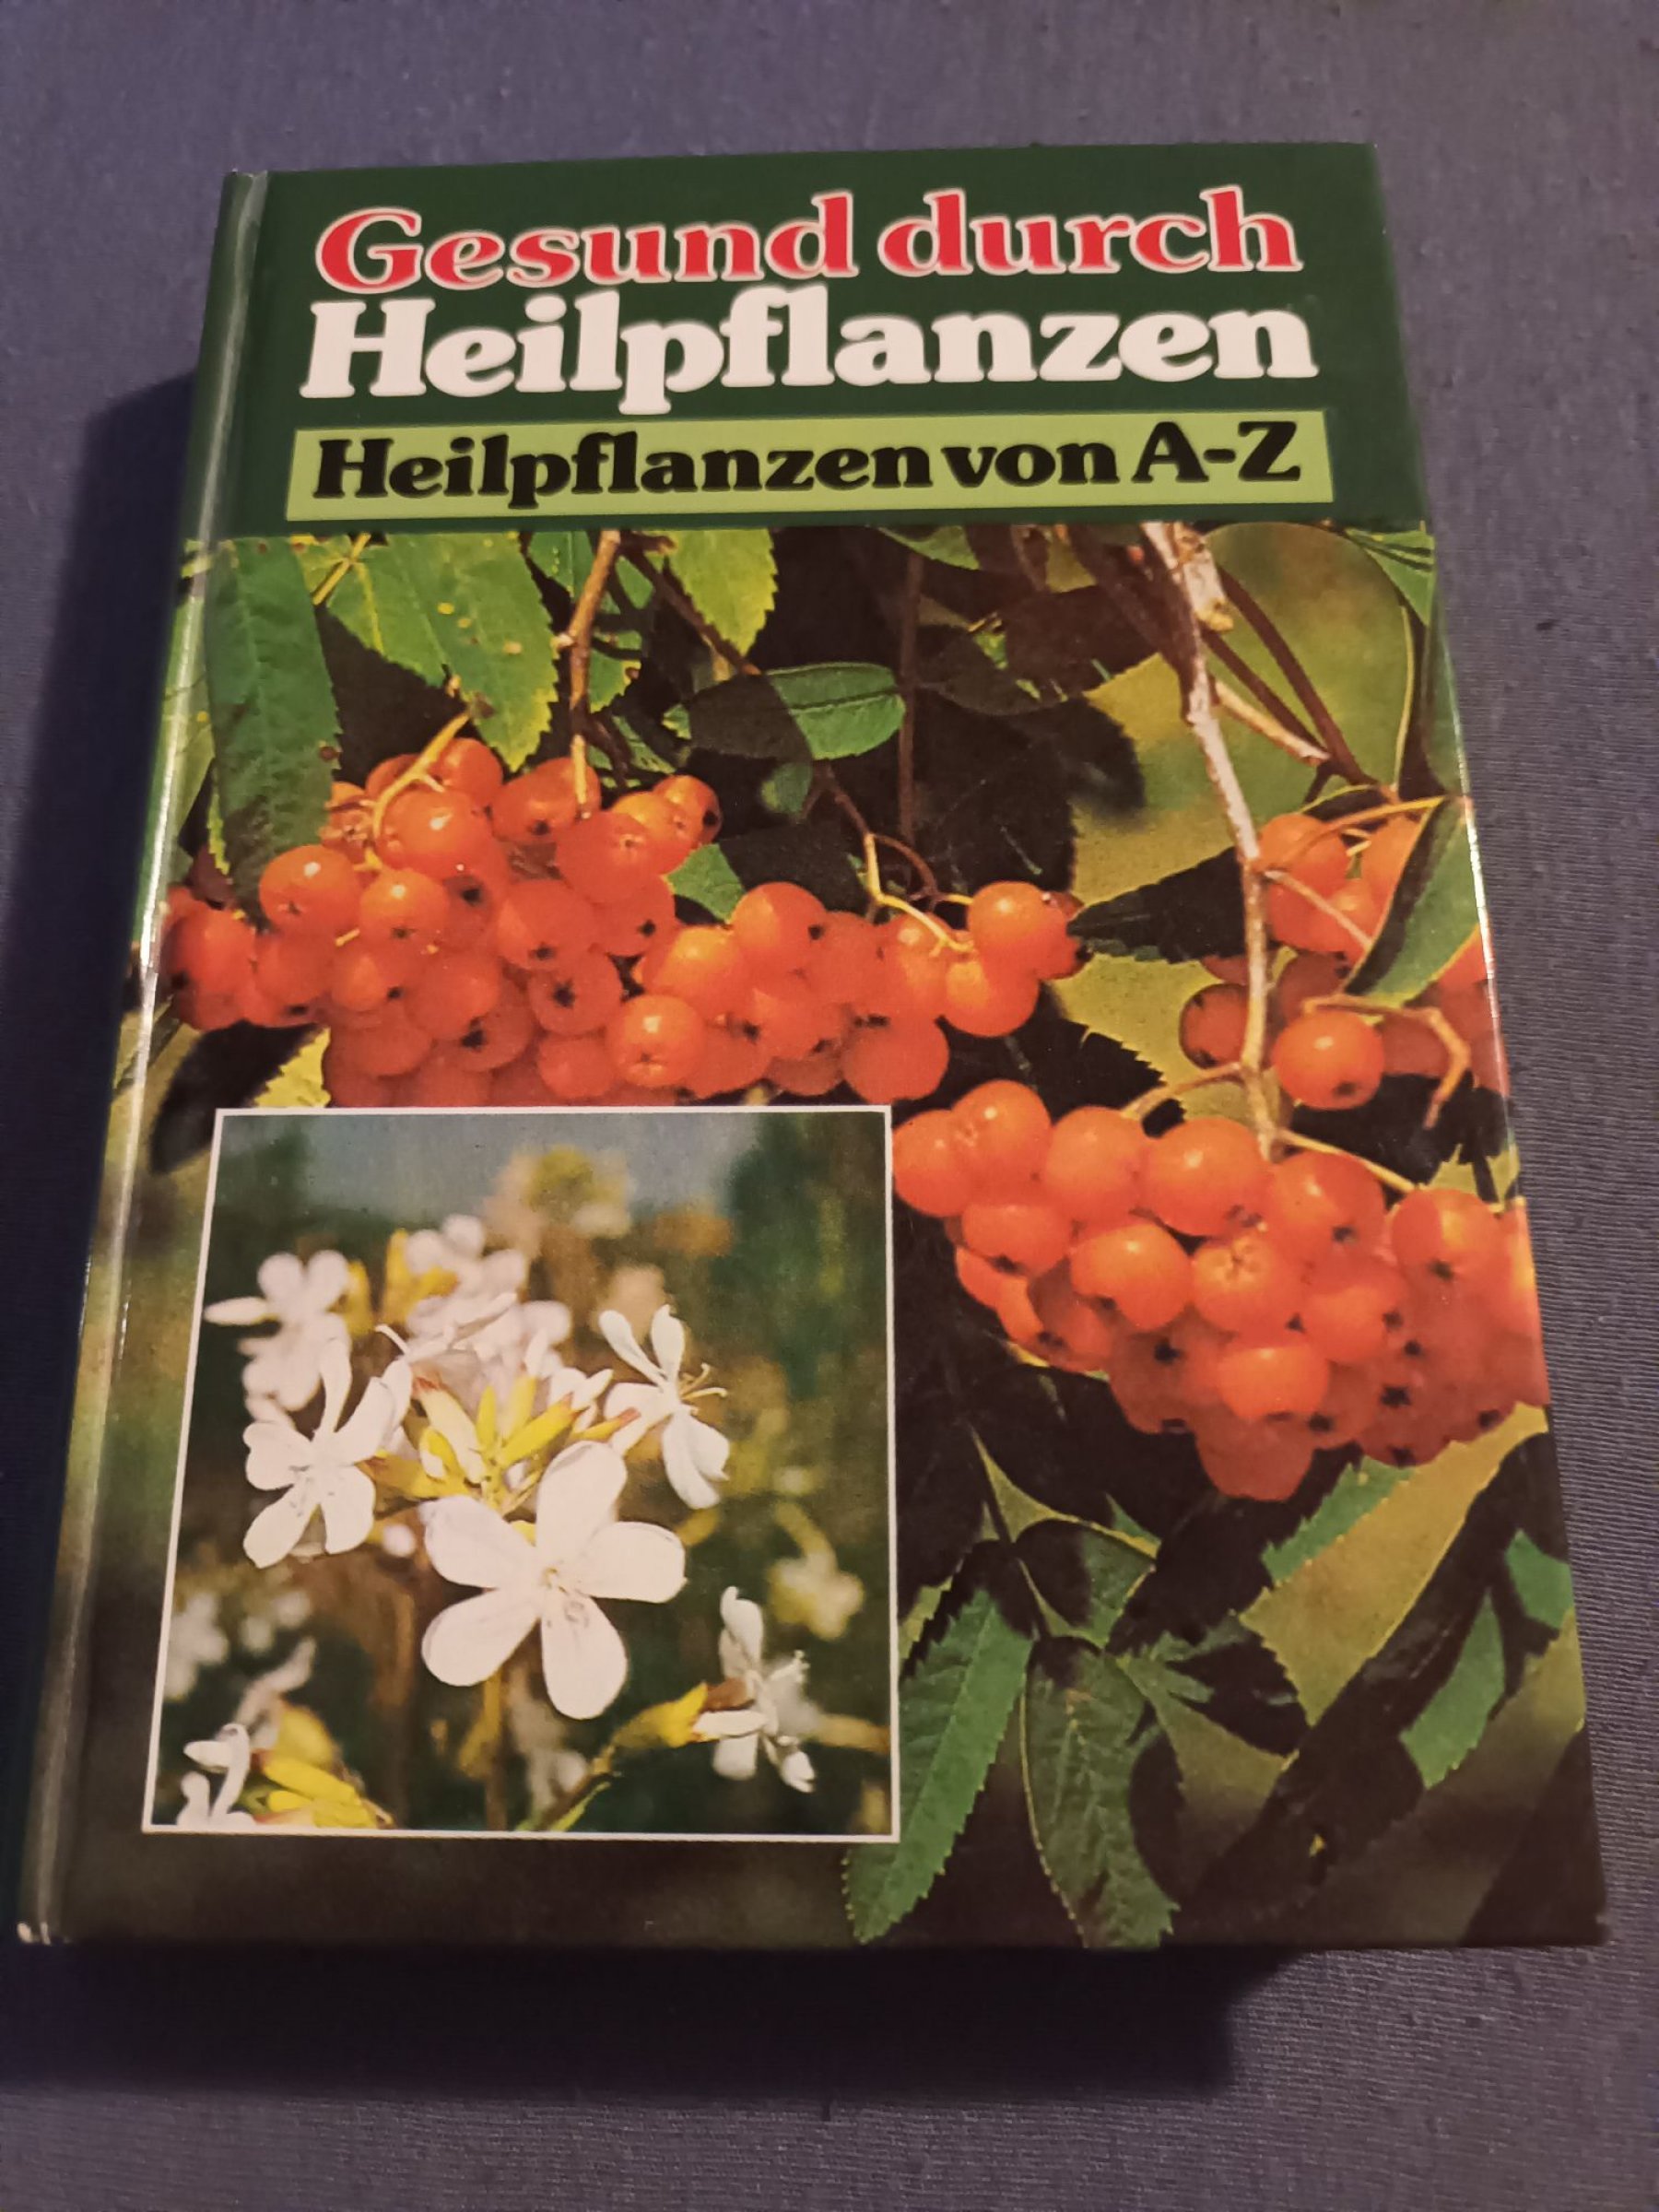 Gesund durch
Heilpflanzen
Heilpflanzen von A-Z